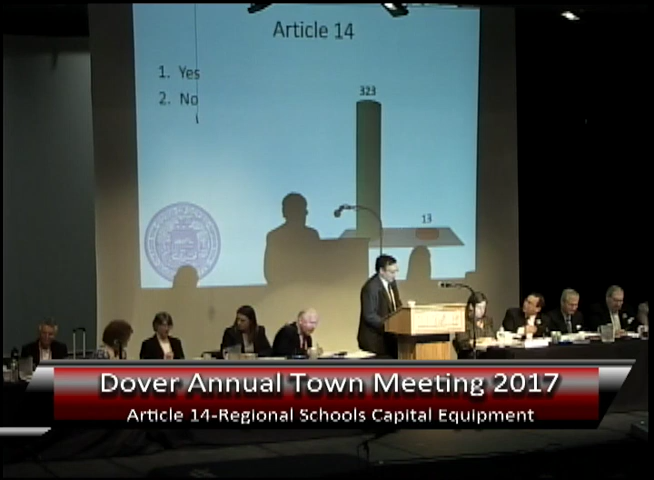 Article 14
1. Yes
2. No
323
13
Dover Annual Town Meeting 2017
Article 14-Regional Schools Capital Equipment